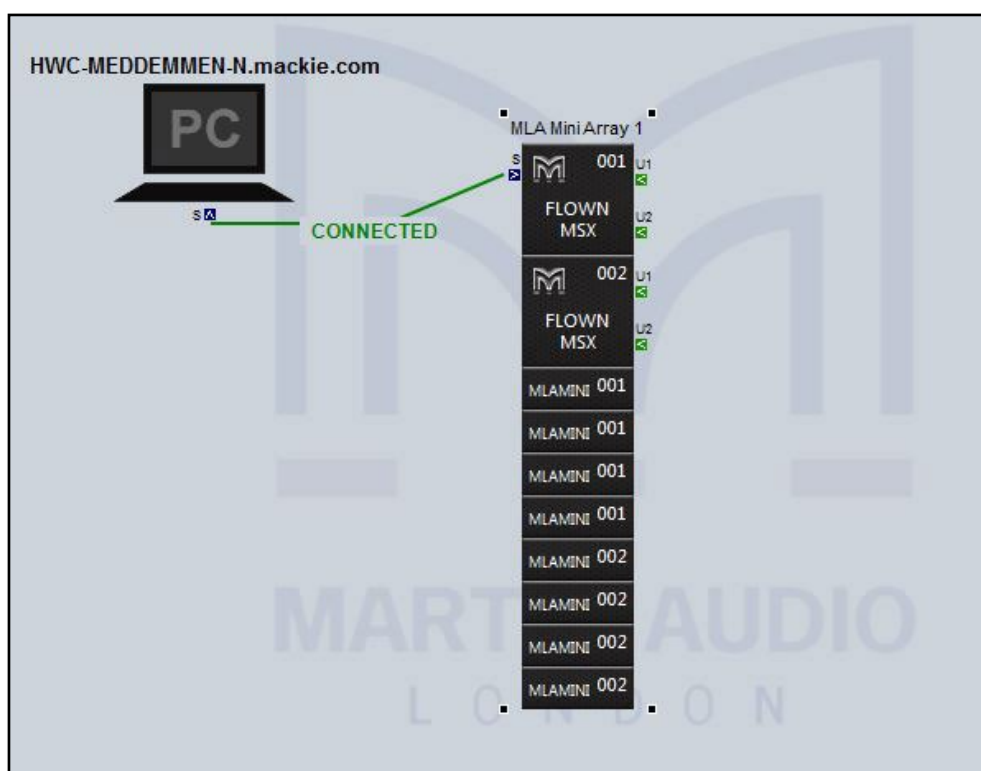 HWC-MEDDEMMEN-N.mackie.com
PC
S
CONNECTED
MLA Mini Array 1
S
001
U1
FLOWN
MSX
U2
002
U1
FLOWN
MSX
U2
MLAMINI 001
MLAMINI 001
MLAMINI 001
MLAMINI 001
MLAMINI 002
MLAMINI 002
MLAMINI 002
MLAMINI 002
MART AUDIO
LONDON